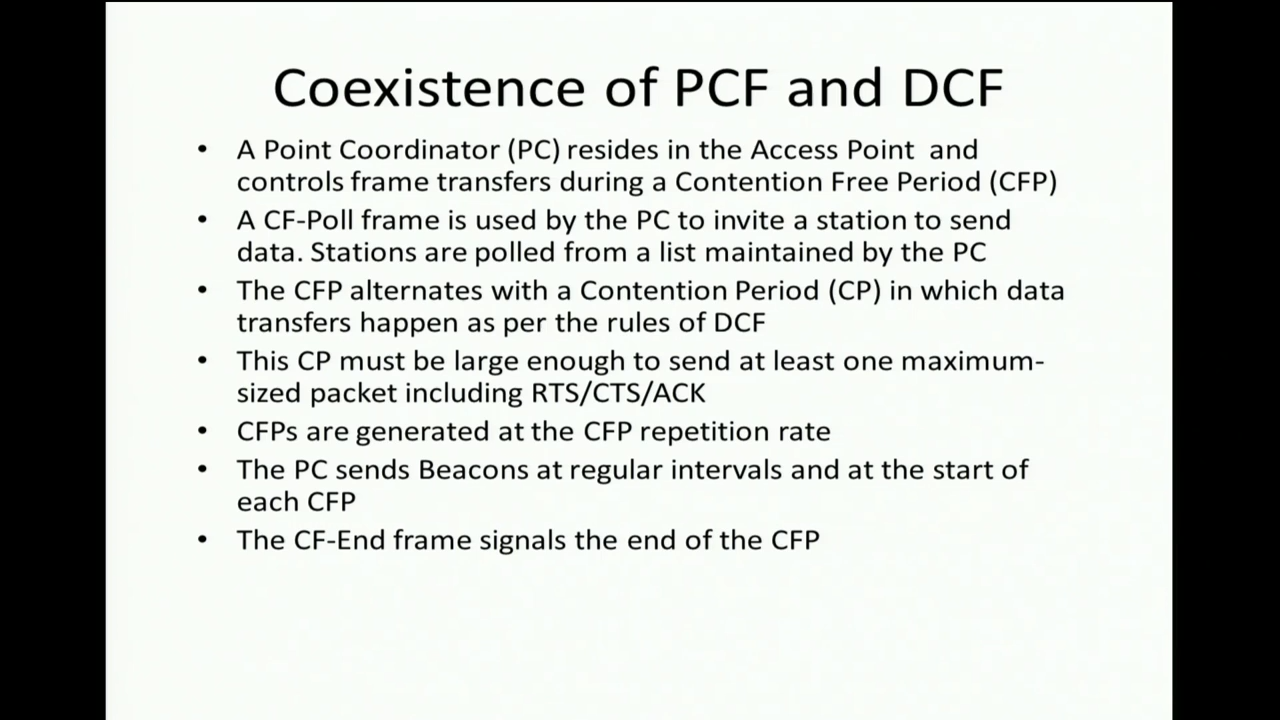 Coexistence of PCF and DCF
• A Point Coordinator (PC) resides in the Access Point and
controls frame transfers during a Contention Free Period (CFP)
• A CF-Poll frame is used by the PC to invite a station to send
data. Stations are polled from a list maintained by the PC
• The CFP alternates with a Contention Period (CP) in which data
transfers happen as per the rules of DCF
• This CP must be large enough to send at least one maximum-
sized packet including RTS/CTS/ACK
• CFPs are generated at the CFP repetition rate
• The PC sends Beacons at regular intervals and at the start of
each CFP
• The CF-End frame signals the end of the CFP